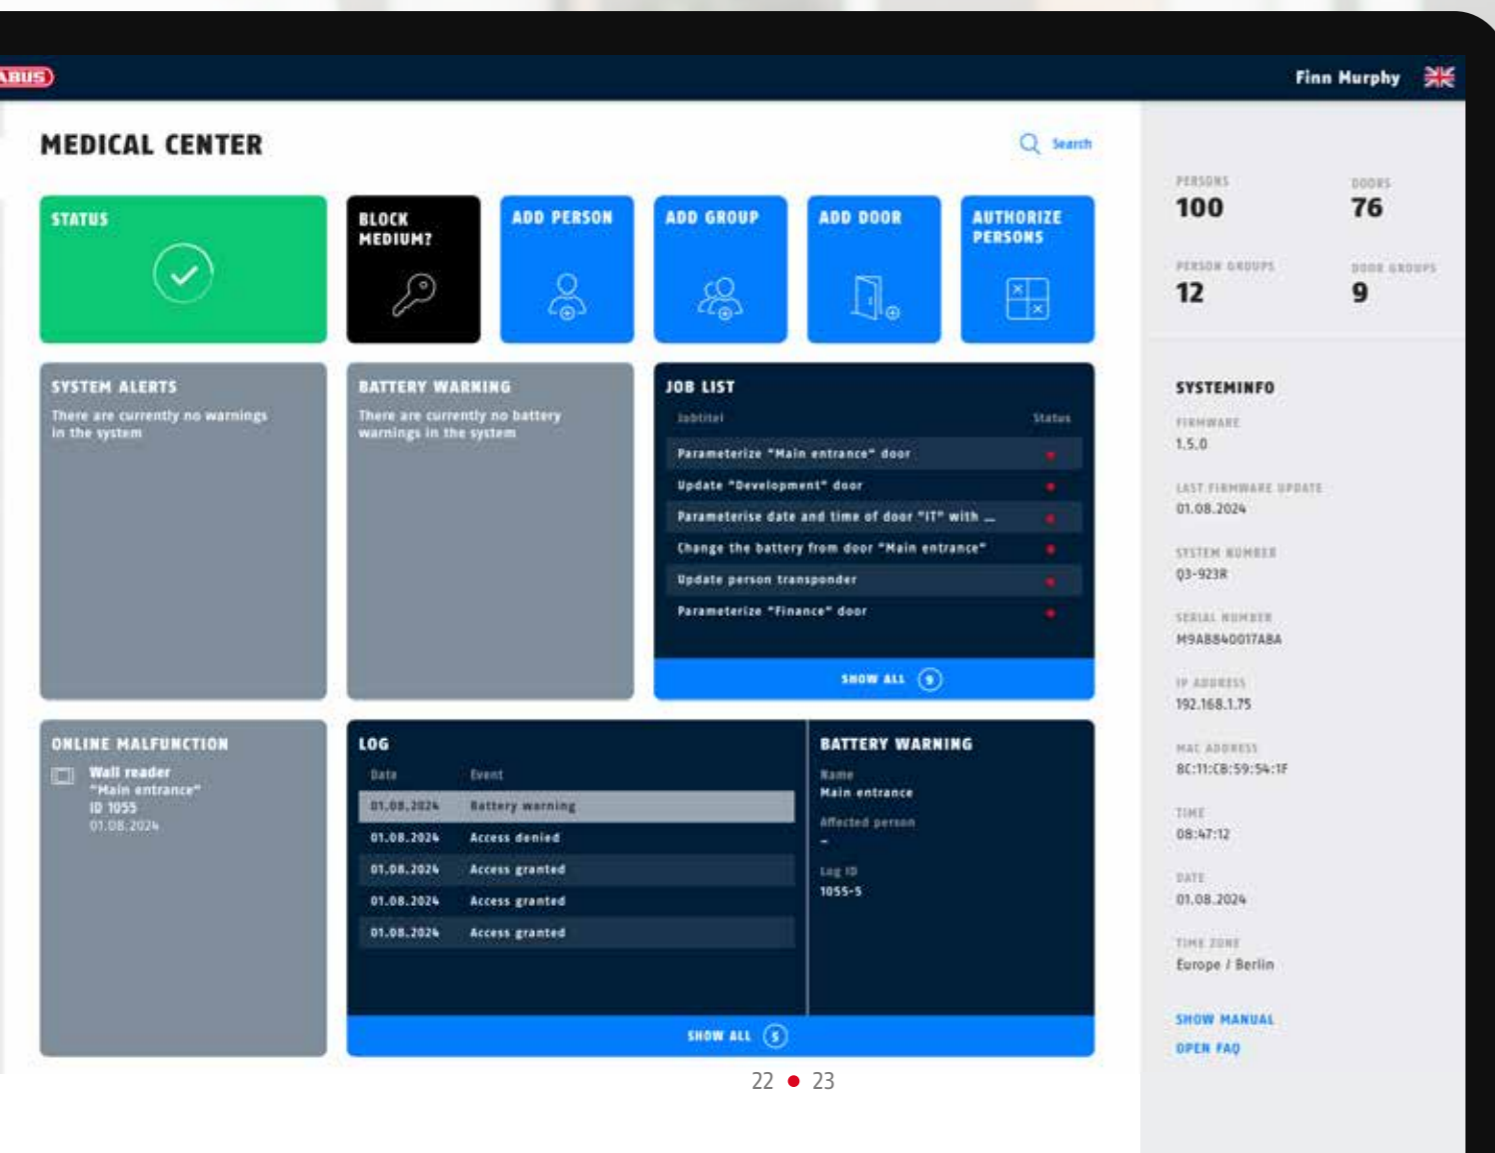 ABUS
Finn Murphy
MEDICAL CENTER
Search
STATUS
BLOCK
MEDIUM?
ADD PERSON
ADD GROUP
ADD DOOR
AUTHORIZE
PERSONS
SYSTEM ALERTS
There are currently no warnings
in the system
BATTERY WARNING
There are currently no battery
warnings in the system
JOB LIST
Jobtitel Status
Parameterize "Main entrance" door
Update "Development" door
Parameterise date and time of door "IT" with ...
Change the battery from door "Main entrance"
Update person transponder
Parameterize "Finance" door
SHOW ALL 9
ONLINE MALFUNCTION
Wall reader
"Main entrance"
ID 1055
01.08.2024
LOG
Date Event
01.08.2024 Battery warning
01.08.2024 Access denied
01.08.2024 Access granted
01.08.2024 Access granted
01.08.2024 Access granted
BATTERY WARNING
Name
Main entrance
Affected person
–
Log ID
1055-5
SHOW ALL 5
PERSONS DOORS
100 76
PERSON GROUPS DOOR GROUPS
12 9
SYSTEMINFO
FIRMWARE
1.5.0
LAST FIRMWARE UPDATE
01.08.2024
SYSTEM NUMBER
Q3-923R
SERIAL NUMBER
M9AB840017ABA
IP ADDRESS
192.168.1.75
MAC ADDRESS
8C:11:CB:59:54:1F
TIME
08:47:12
DATE
01.08.2024
TIME ZONE
Europe / Berlin
SHOW MANUAL
OPEN FAQ
22 • 23